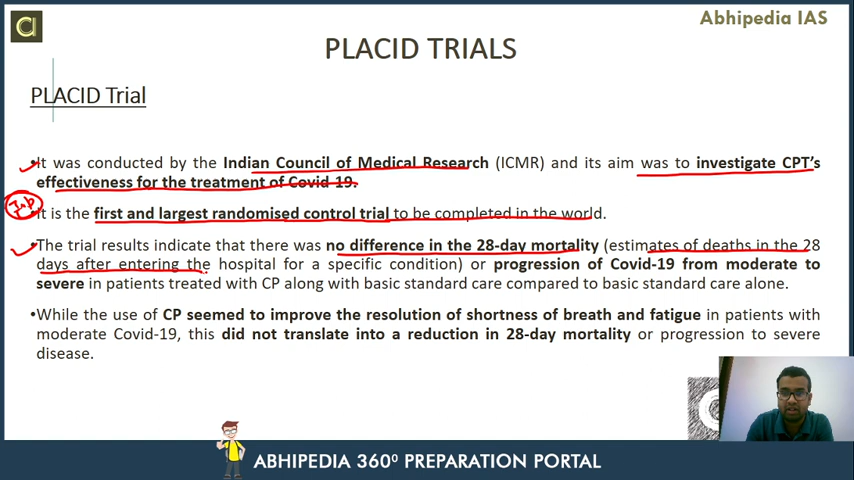 Abhipedia IAS
PLACID TRIALS
PLACID Trial
•It was conducted by the Indian Council of Medical Research (ICMR) and its aim was to investigate CPT's
effectiveness for the treatment of Covid-19.
Imp
•It is the first and largest randomised control trial to be completed in the world.
•The trial results indicate that there was no difference in the 28-day mortality (estimates of deaths in the 28
days after entering the hospital for a specific condition) or progression of Covid-19 from moderate to
severe in patients treated with CP along with basic standard care compared to basic standard care alone.
•While the use of CP seemed to improve the resolution of shortness of breath and fatigue in patients with
moderate Covid-19, this did not translate into a reduction in 28-day mortality or progression to severe
disease.
ABHIPEDIA 360⁰ PREPARATION PORTAL